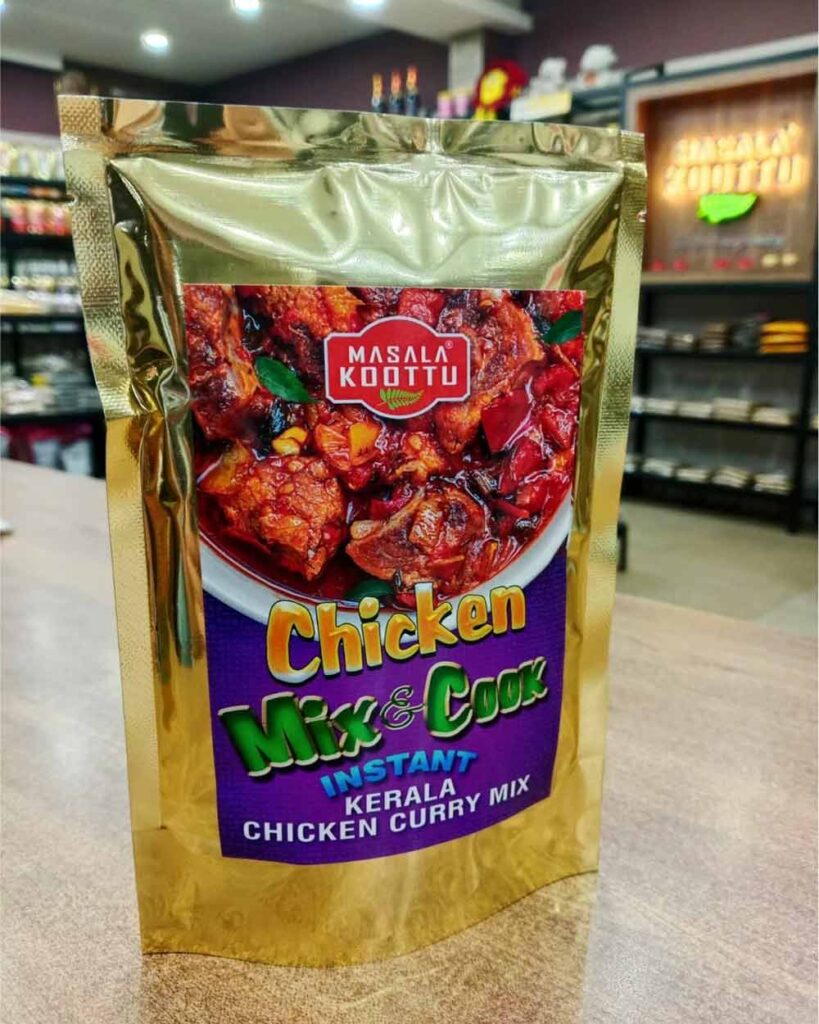 MASALA
KOOTTU
MASALA®
KOOTTU
Chicken
Mix & Cook
INSTANT
KERALA
CHICKEN CURRY MIX